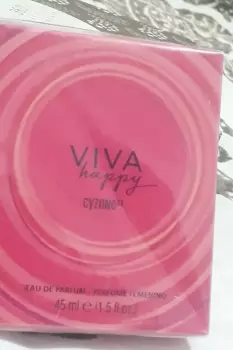 VIVA
happy
CYZONE
EAU DE PARFUM - PERFUME FEMENINO
45 ml e (1.5 fl.oz.)